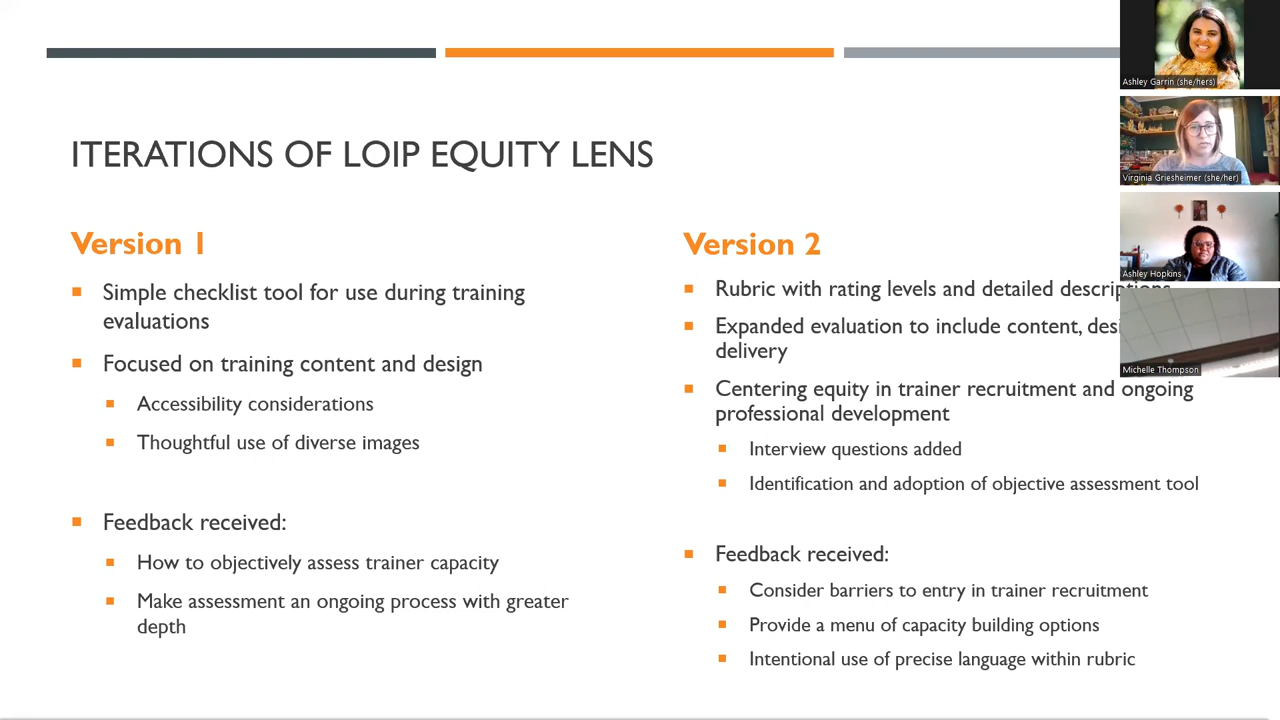 ITERATIONS OF LOIP EQUITY LENS
Version 1
Simple checklist tool for use during training
evaluations
Focused on training content and design
Accessibility considerations
Thoughtful use of diverse images
Feedback received:
How to objectively assess trainer capacity
Make assessment an ongoing process with greater
depth
Version 2
Rubric with rating levels and detailed descriptions
Expanded evaluation to include content,
delivery
Centering equity in trainer recruitment and ongoing
professional development
Interview questions added
Identification and adoption of objective assessment tool
Feedback received:
Consider barriers to entry in trainer recruitment
Provide a menu of capacity building options
Intentional use of precise language within rubric
Ashley Garrin (she/hers)
Virginia Griesheimer (she/her)
Ashley Hopkins
Michelle Thompson